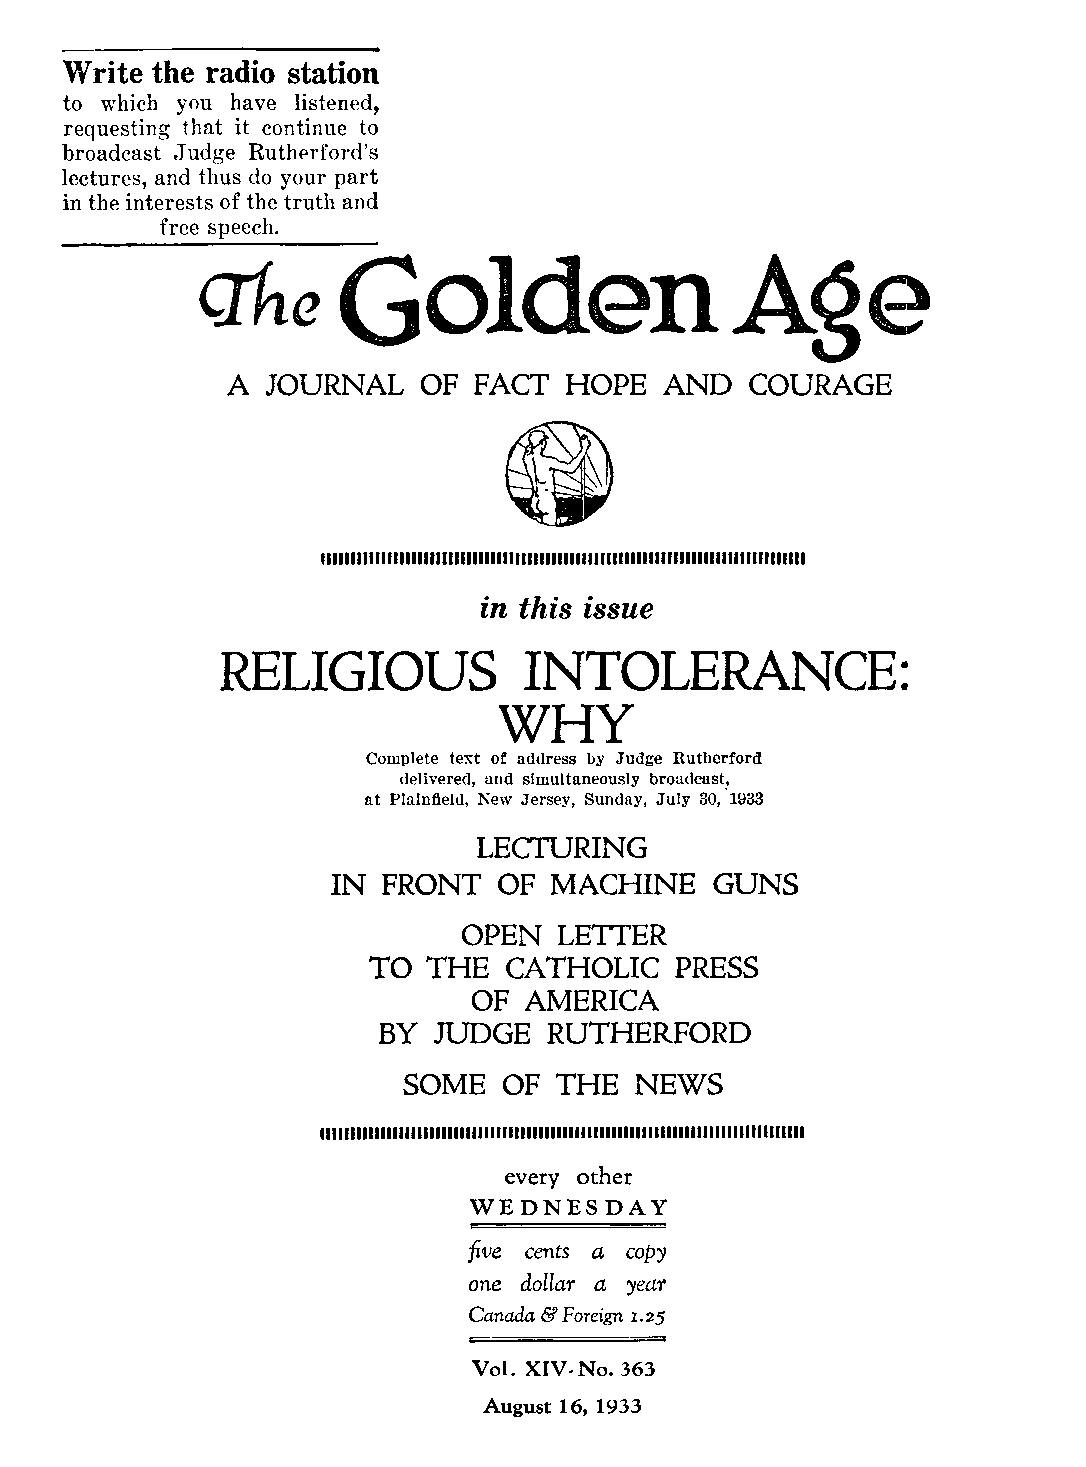 Write the radio station
to which you have listened,
requesting that it continue to
broadcast Judge Rutherford's
lectures, and thus do your part
in the interests of the truth and
free speech.
The Golden Age
A JOURNAL OF FACT HOPE AND COURAGE
in this issue
RELIGIOUS INTOLERANCE:
WHY
Complete text of address by Judge Rutherford
delivered, and simultaneously broadcast,
at Plainfield, New Jersey, Sunday, July 30, 1933
LECTURING
IN FRONT OF MACHINE GUNS
OPEN LETTER
TO THE CATHOLIC PRESS
OF AMERICA
BY JUDGE RUTHERFORD
SOME OF THE NEWS
every other
WEDNESDAY
five cents a copy
one dollar a year
Canada & Foreign 1.25
Vol. XIV - No. 363
August 16, 1933